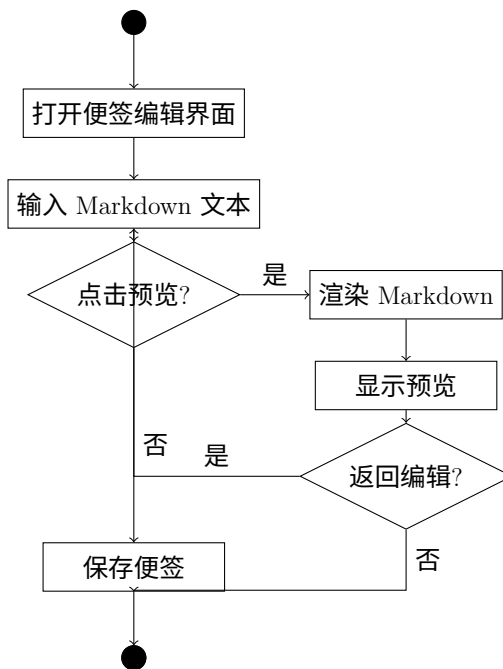 打开便签编辑界面
输入 Markdown 文本
点击预览?
是
渲染 Markdown
显示预览
否
是
返回编辑?
否
保存便签